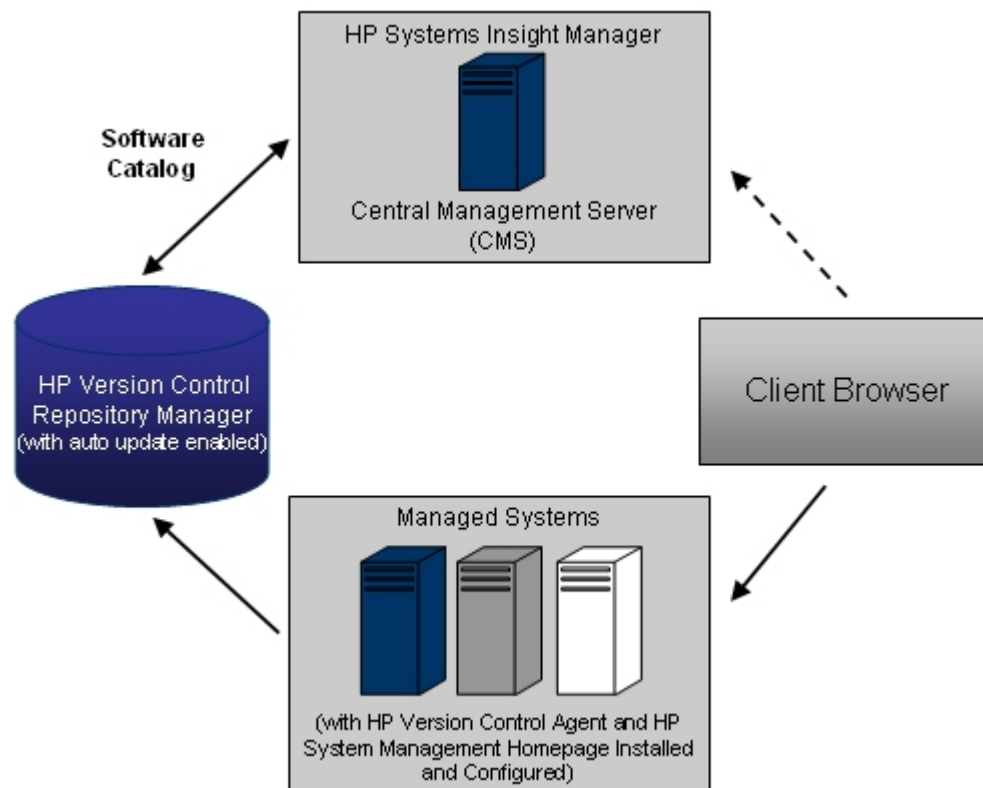 HP Systems Insight Manager
Central Management Server
(CMS)
Software
Catalog
HP Version Control
Repository Manager
(with auto update enabled)
Client Browser
Managed Systems
(with HP Version Control Agent and HP
System Management Homepage Installed
and Configured)